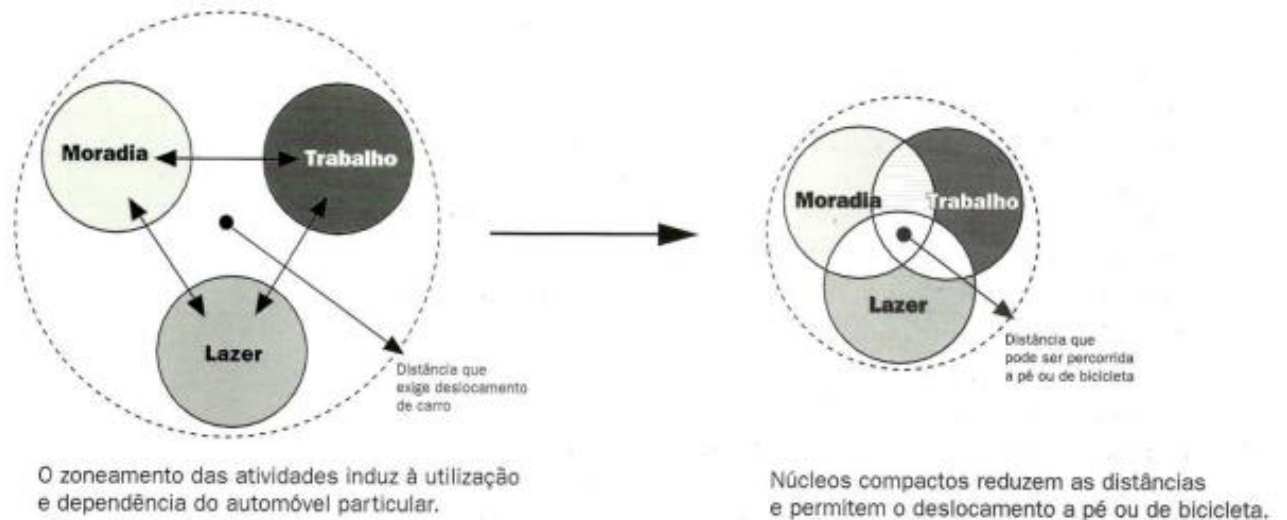 Moradia
Trabalho
Lazer
Distância que
exige deslocamento
de carro
O zoneamento das atividades induz à utilização
e dependência do automóvel particular.
Moradia
Trabalho
Lazer
Distância que
pode ser percorrida
a pé ou de bicicleta
Núcleos compactos reduzem as distâncias
e permitem o deslocamento a pé ou de bicicleta.